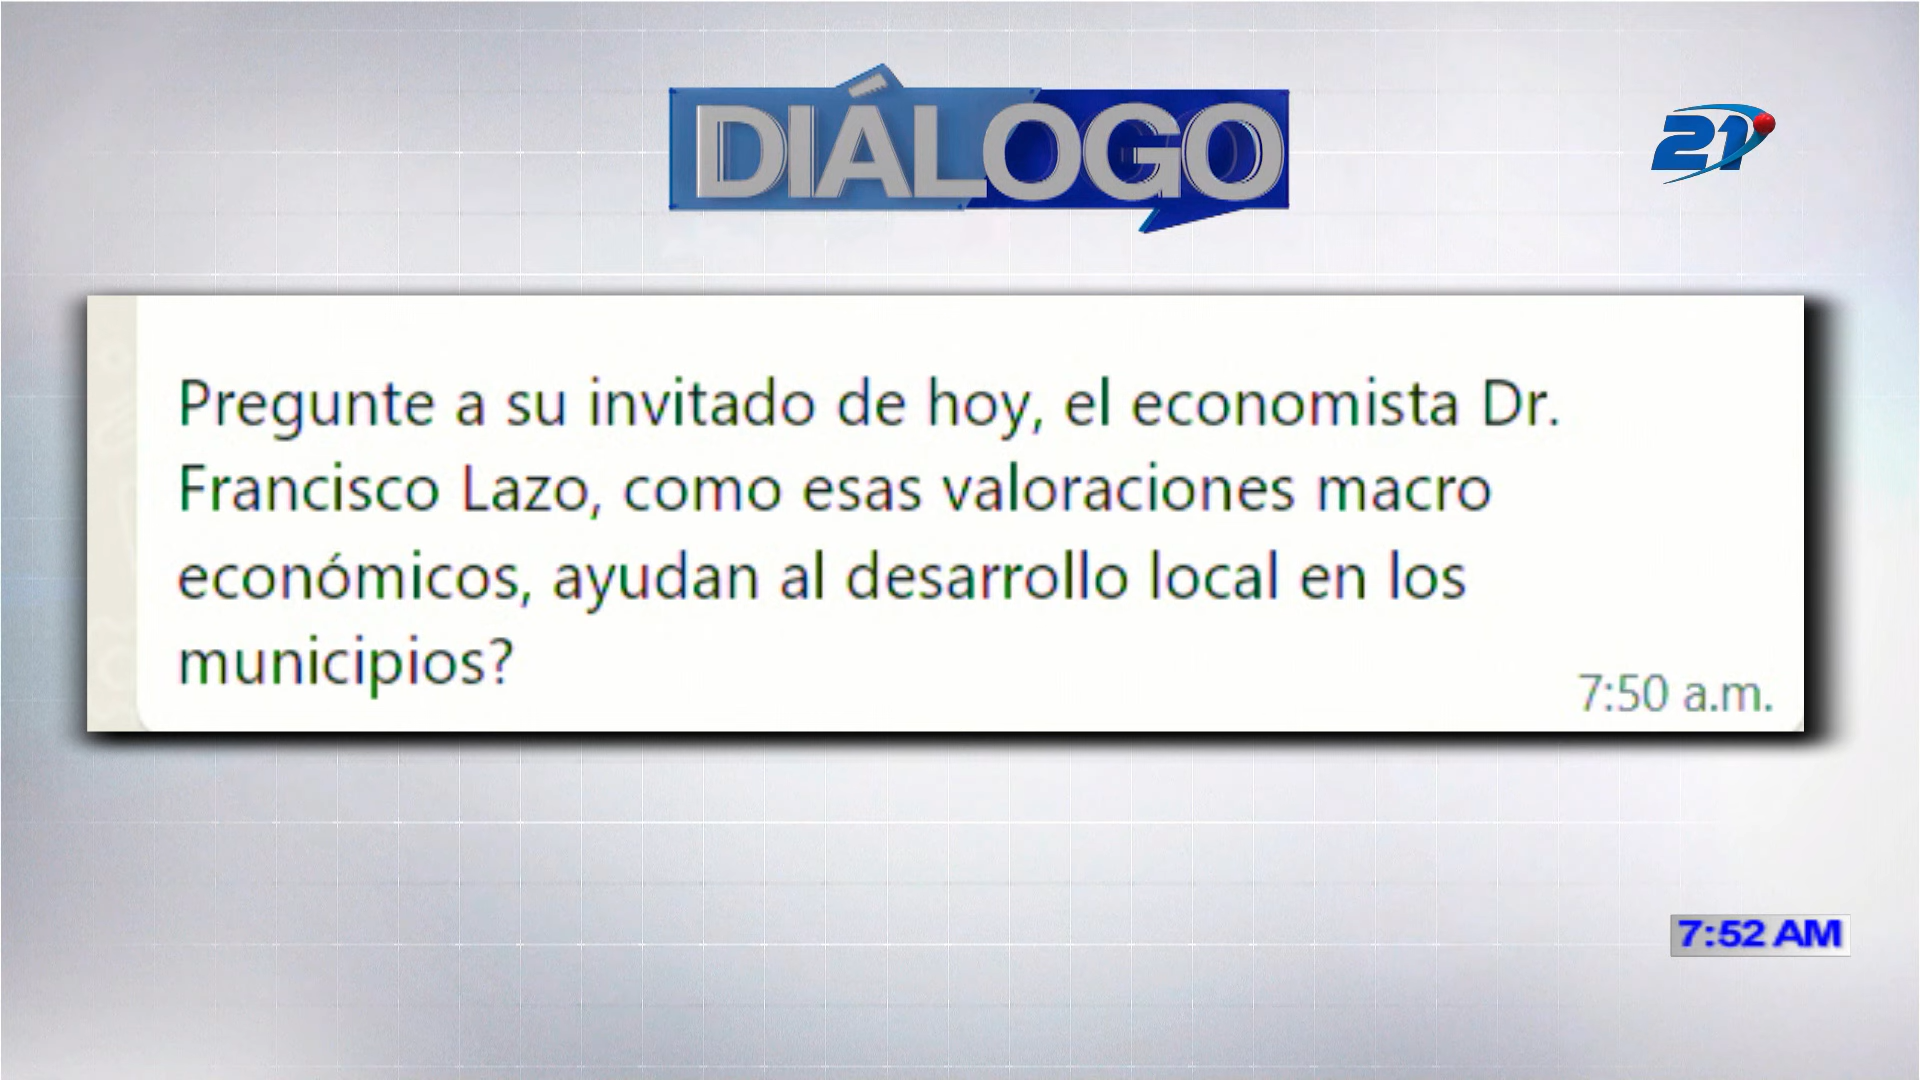 DIÁLOGO
21
Pregunte a su invitado de hoy, el economista Dr.
Francisco Lazo, como esas valoraciones macro
económicos, ayudan al desarrollo local en los
municipios?
7:50 a.m.
7:52 AM